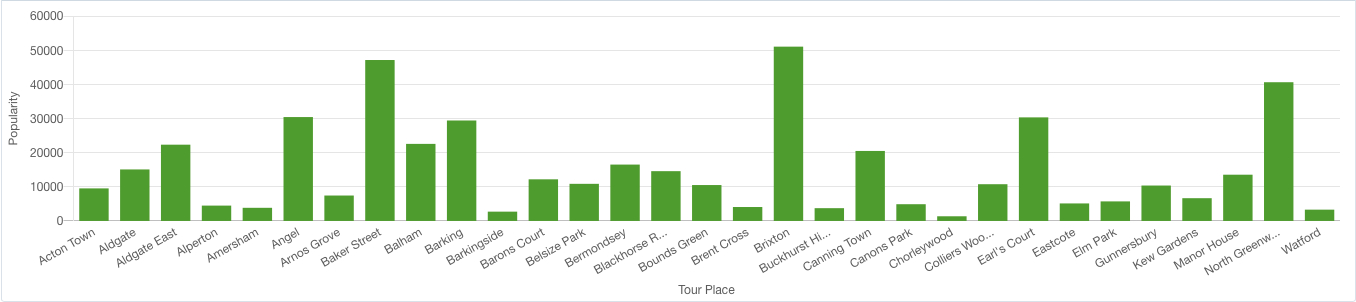 60000
50000
40000
30000
20000
10000
0
Popularity
Acton Town
Aldgate
Aldgate East
Alperton
Amersham
Angel
Arnos Grove
Baker Street
Balham
Barking
Barkingside
Barons Court
Belsize Park
Bermondsey
Blackhorse R...
Bounds Green
Brent Cross
Brixton
Buckhurst Hi...
Canning Town
Canons Park
Chorleywood
Colliers Woo...
Earl's Court
Eastcote
Elm Park
Gunnersbury
Kew Gardens
Manor House
North Greenw...
Watford
Tour Place